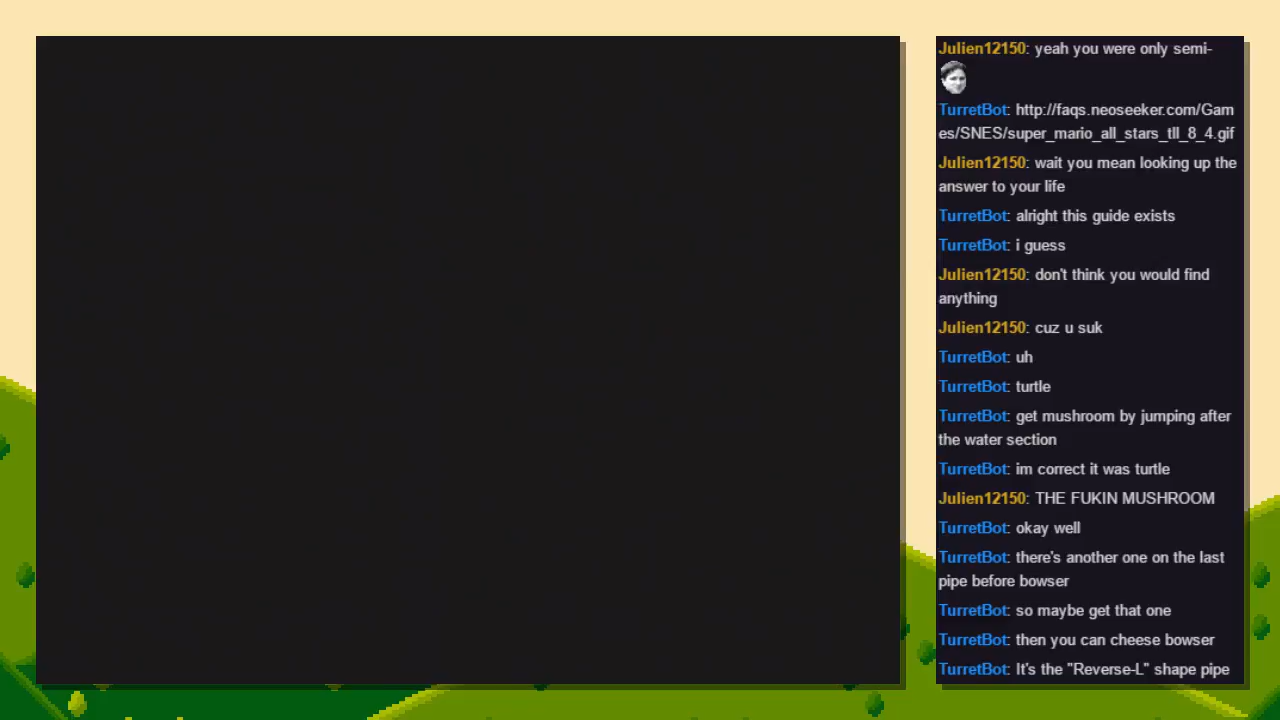 Julien12150: yeah you were only semi-
TurretBot: http://faqs.neoseeker.com/Gam
es/SNES/super_mario_all_stars_tll_8_4.gif
Julien12150: wait you mean looking up the
answer to your life
TurretBot: alright this guide exists
TurretBot: i guess
Julien12150: don't think you would find
anything
Julien12150: cuz u suk
TurretBot: uh
TurretBot: turtle
TurretBot: get mushroom by jumping after
the water section
TurretBot: im correct it was turtle
Julien12150: THE FUKIN MUSHROOM
TurretBot: okay well
TurretBot: there's another one on the last
pipe before bowser
TurretBot: so maybe get that one
TurretBot: then you can cheese bowser
TurretBot: It's the "Reverse-L" shape pipe